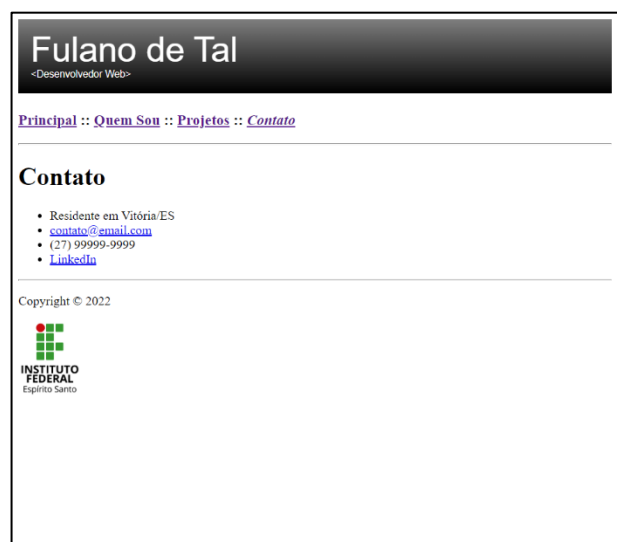 Fulano de Tal
<Desenvolvedor Web>
Principal :: Quem Sou :: Projetos :: Contato
Contato
• Residente em Vitória/ES
• contato@email.com
• (27) 99999-9999
• LinkedIn
Copyright © 2022
INSTITUTO
FEDERAL
Espírito Santo